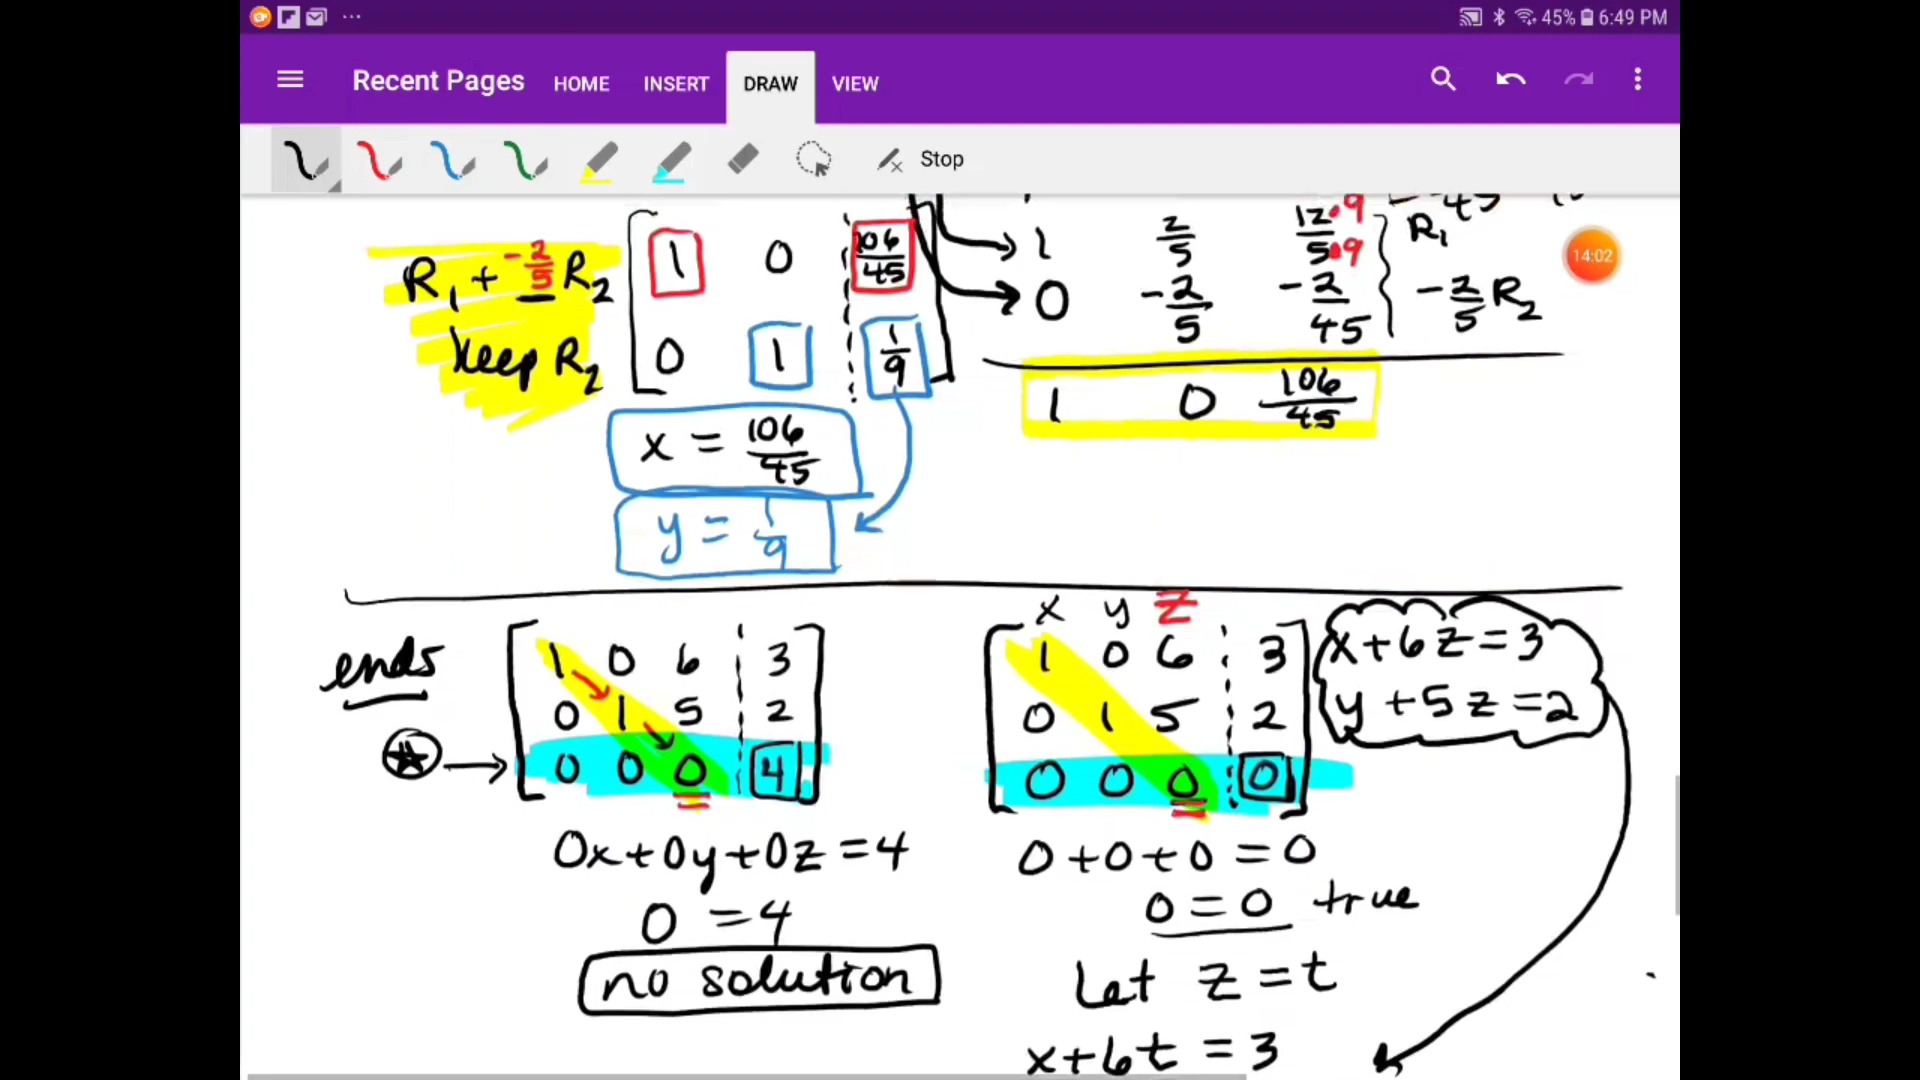 45% 6:49 PM
Recent Pages HOME INSERT DRAW VIEW
Stop
14:02
R1 + -2/5 R2
keep R2
1 0 106/45
0 1 1/9
x = 106/45
y = 1/9
1 2/5 12·9/5·9 R1
0 -2/5 -2/45 -2/5 R2
1 0 106/45
ends
1 0 6 3
0 1 5 2
0 0 0 4
0x+0y+0z=4
0 = 4
no solution
x y z
1 0 6 3
0 1 5 2
0 0 0 0
x+6z=3
y+5z=2
0+0+0=0
0=0 true
Let z=t
x+6t=3